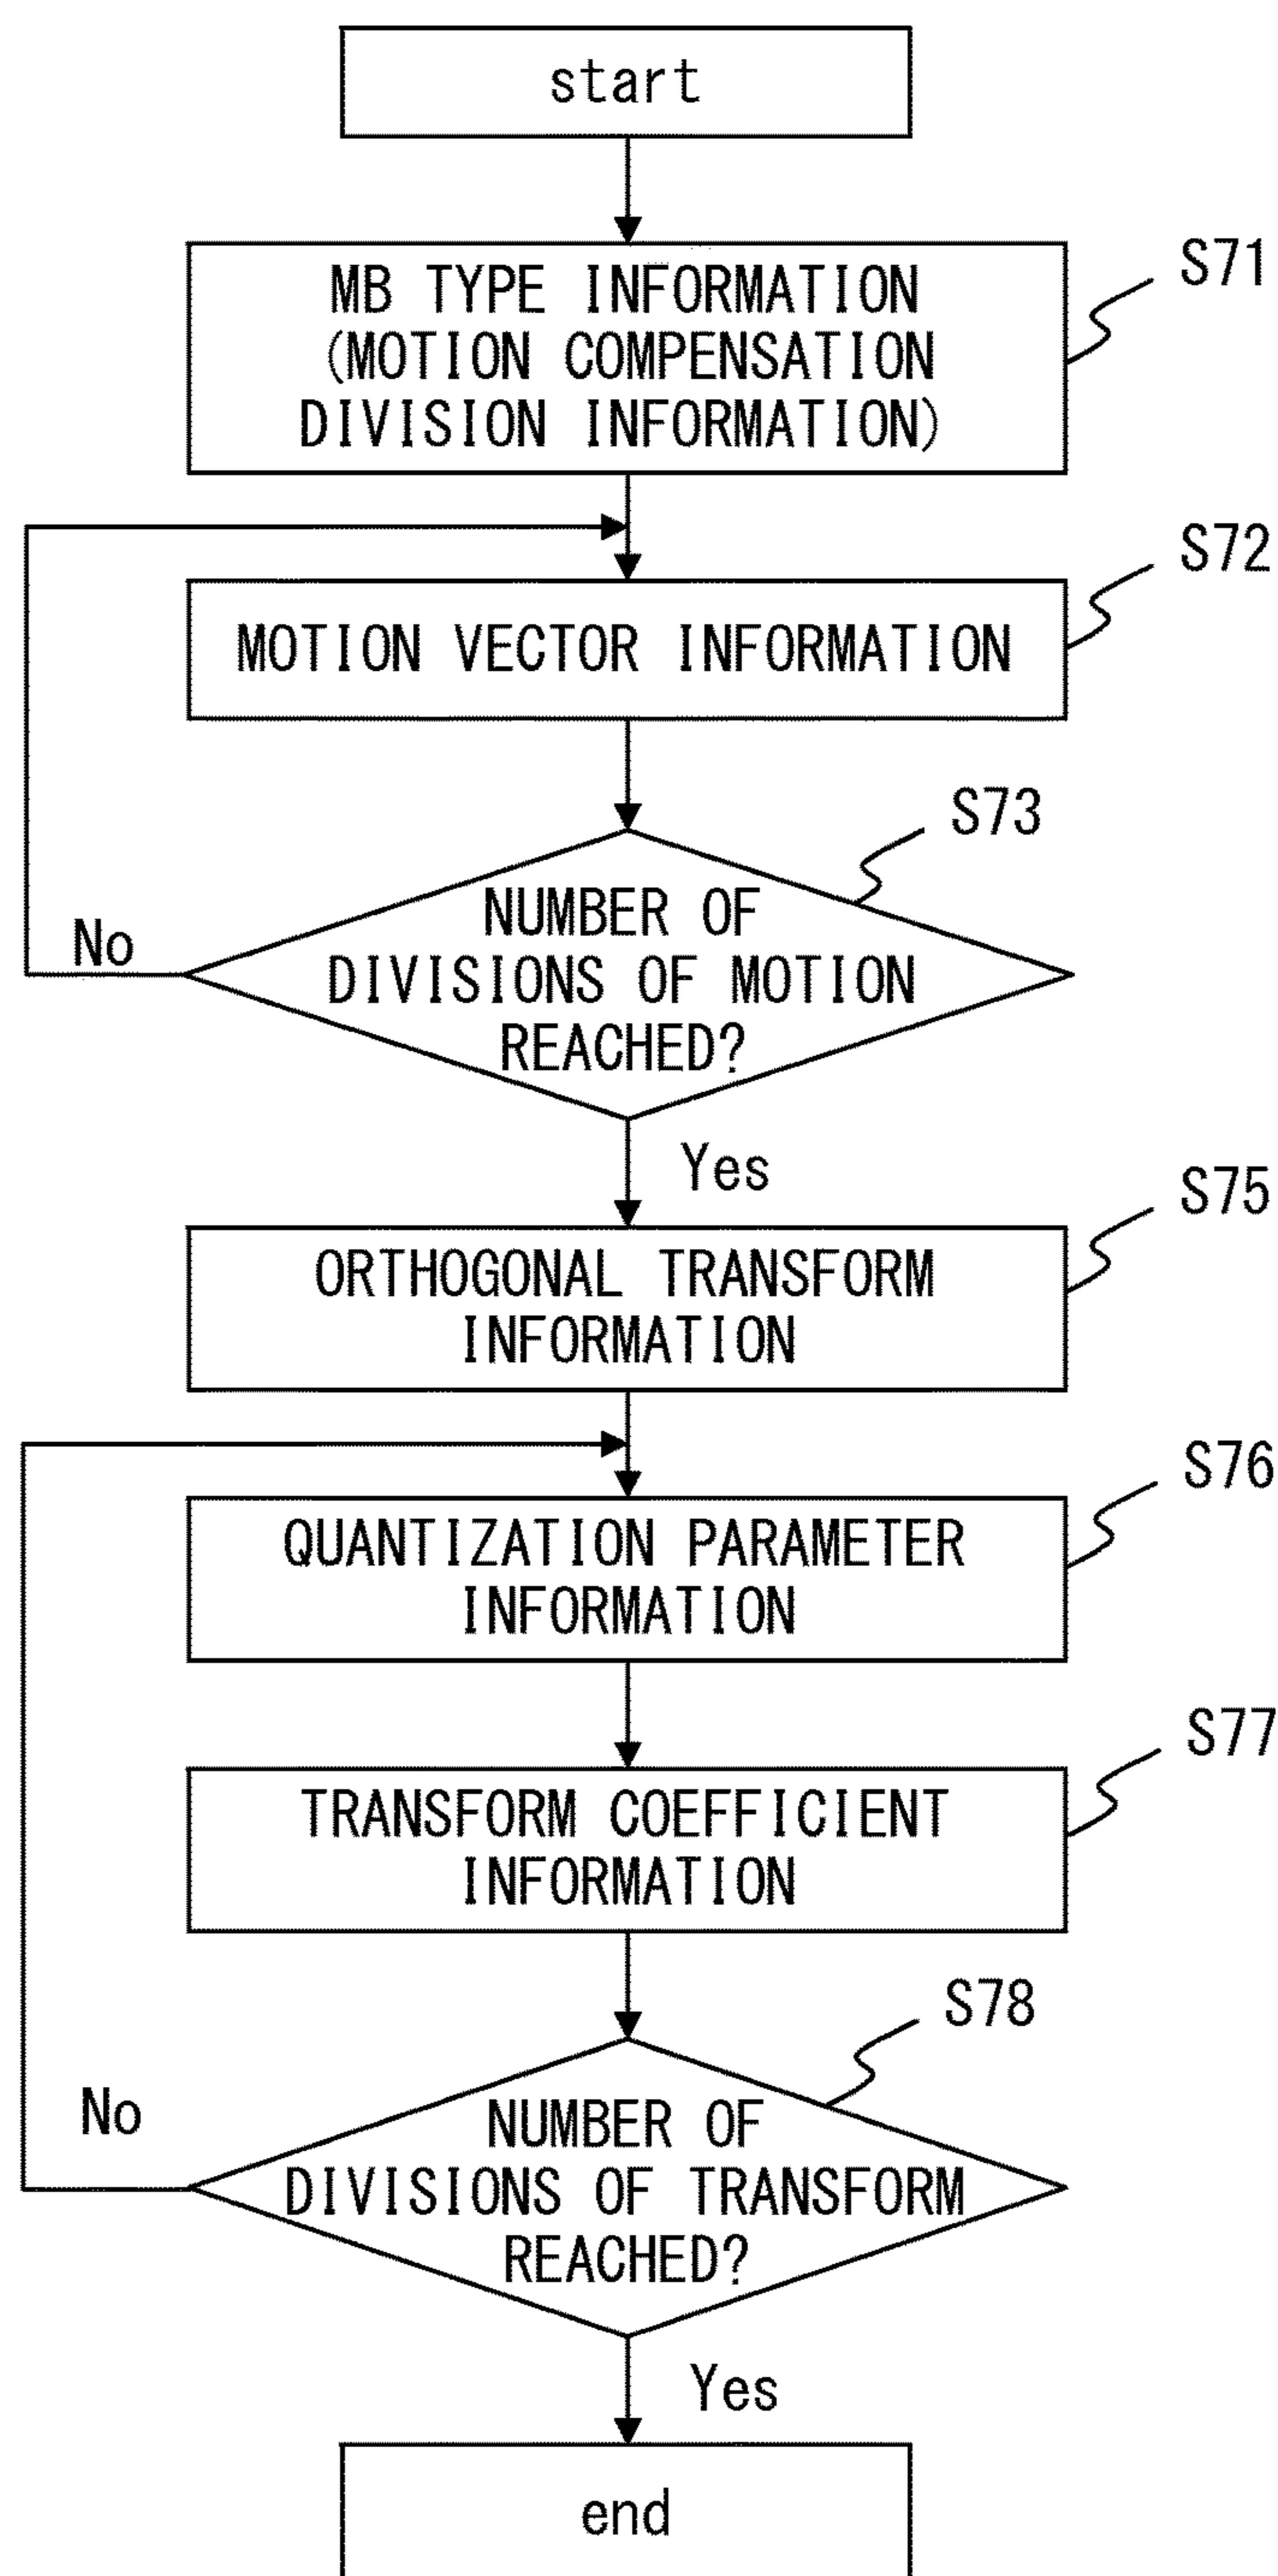 start
S71
MB TYPE INFORMATION
(MOTION COMPENSATION
DIVISION INFORMATION)
S72
MOTION VECTOR INFORMATION
S73
NUMBER OF
DIVISIONS OF MOTION
REACHED?
No
Yes
S75
ORTHOGONAL TRANSFORM
INFORMATION
S76
QUANTIZATION PARAMETER
INFORMATION
S77
TRANSFORM COEFFICIENT
INFORMATION
S78
NUMBER OF
DIVISIONS OF TRANSFORM
REACHED?
No
Yes
end